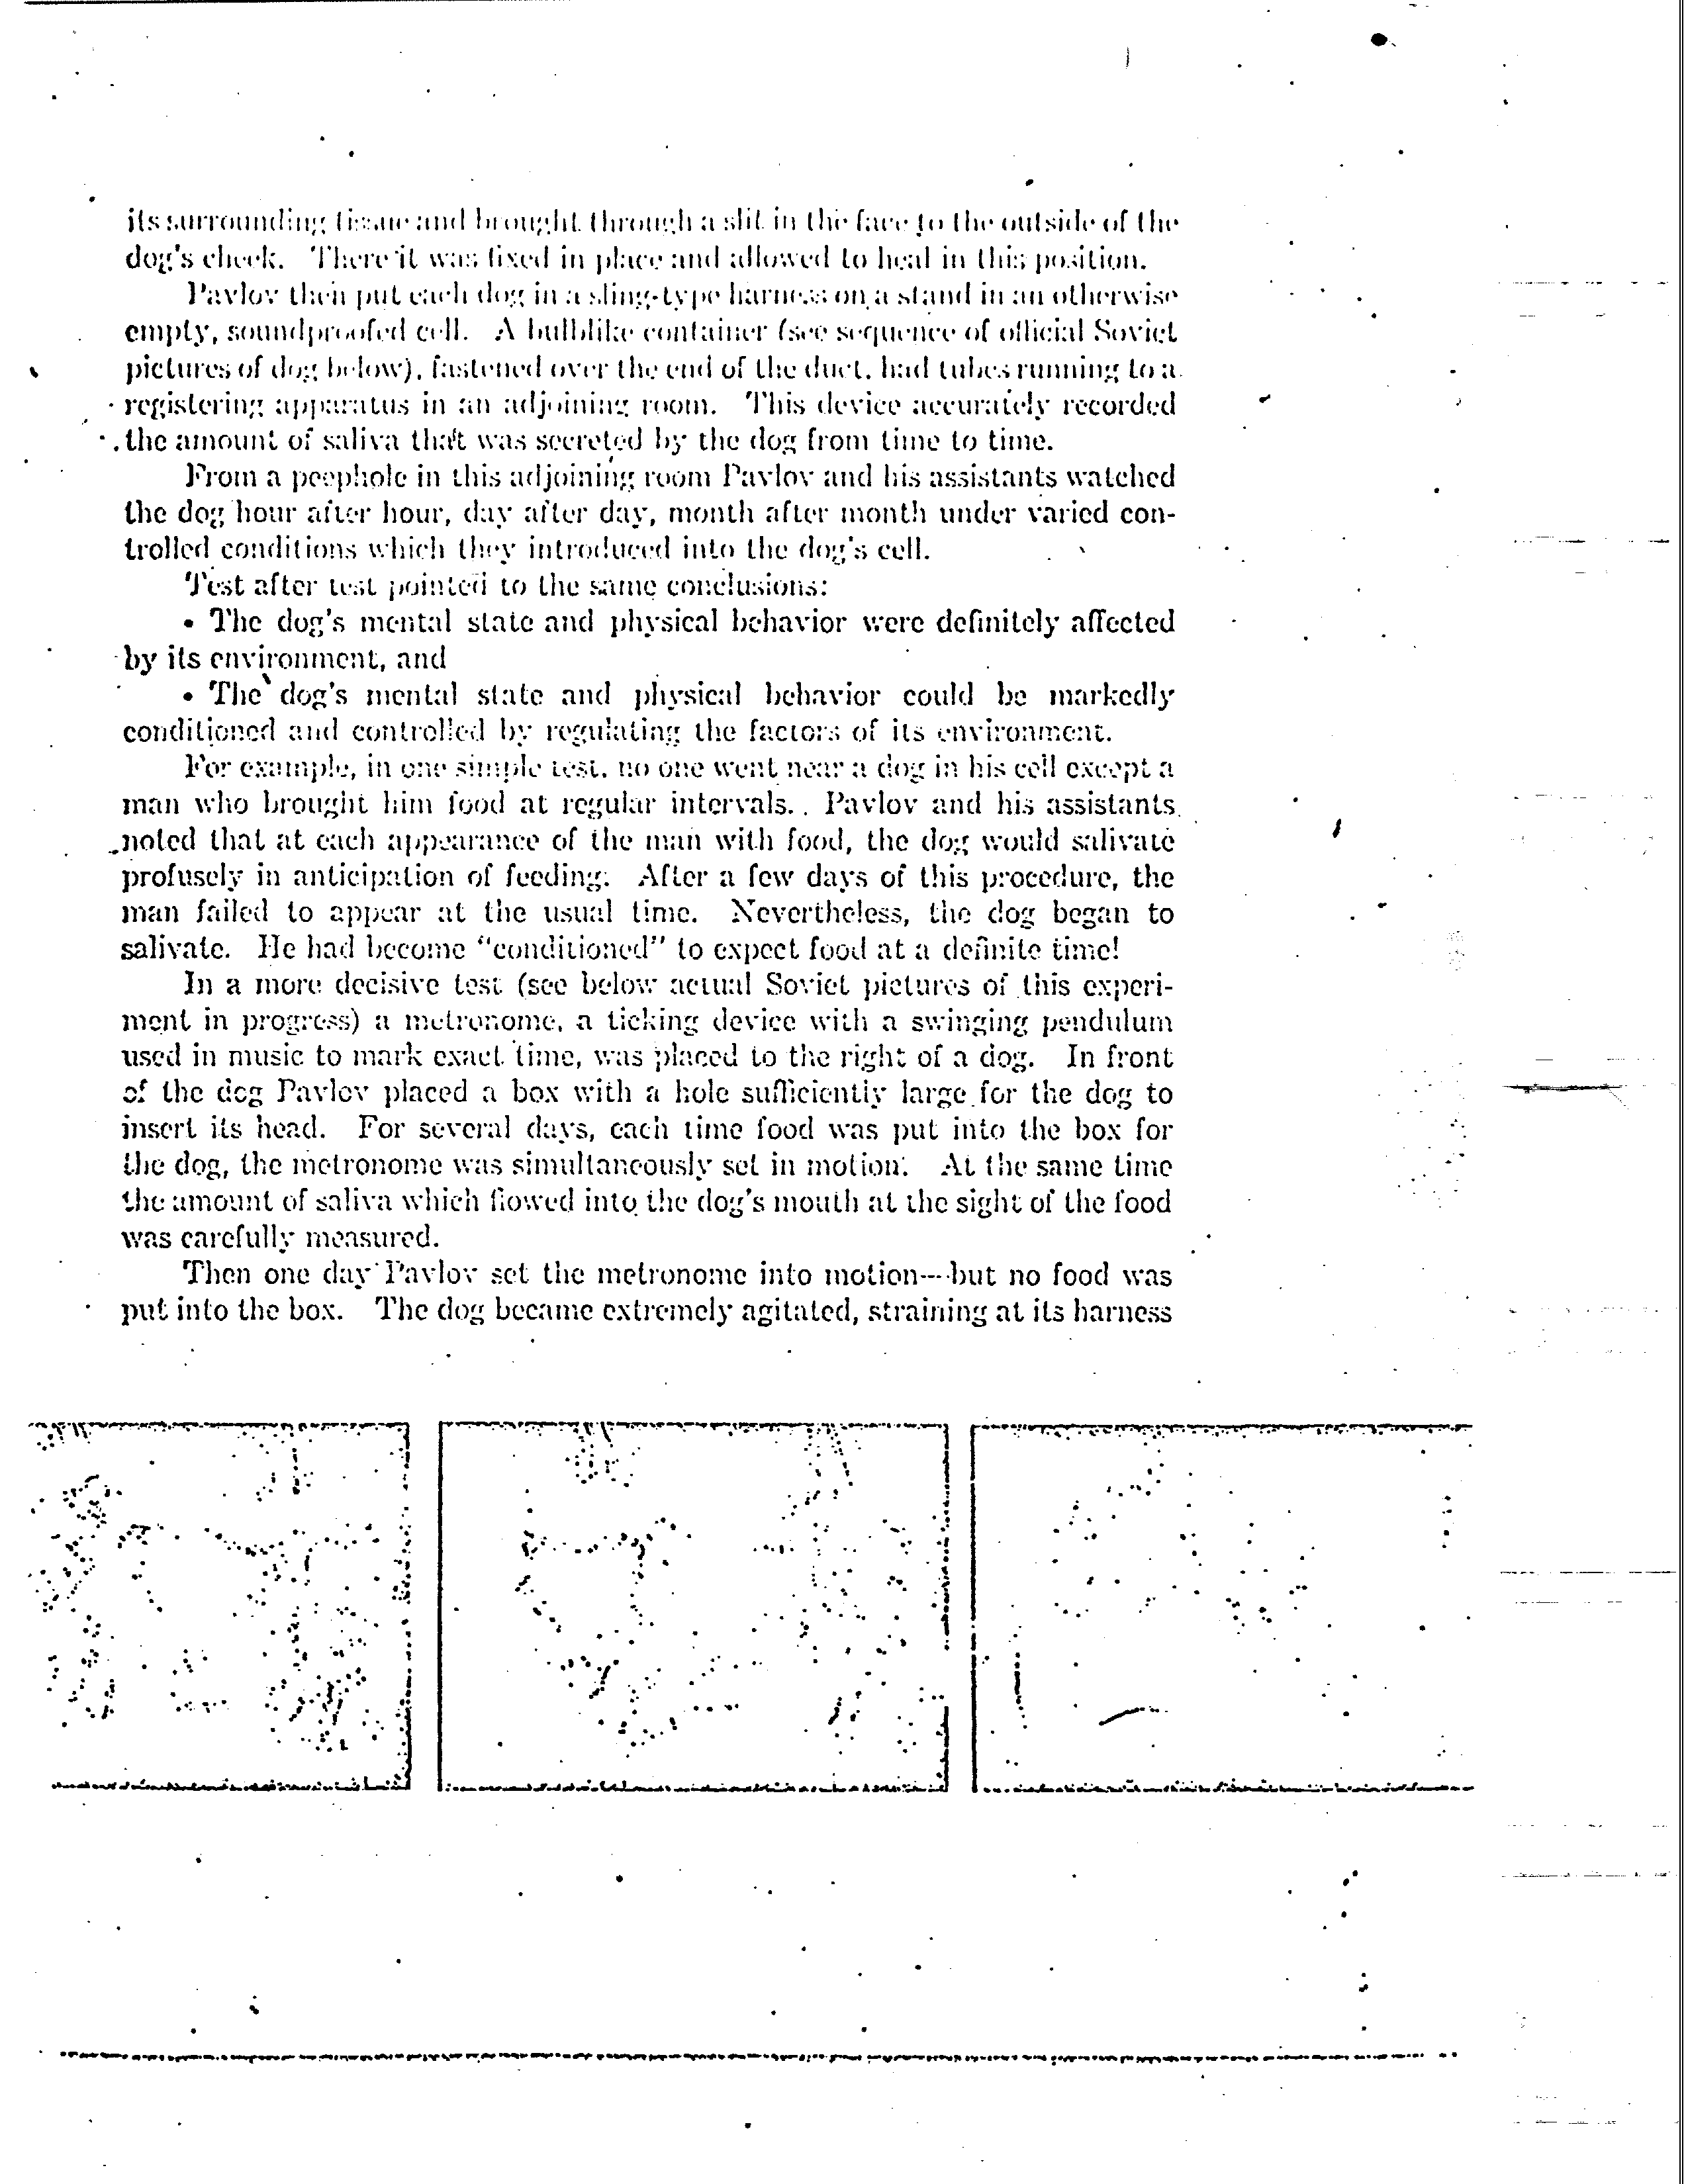 its surrounding tissue and brought through a slit in the face to the outside of the
dog's cheek. There it was fixed in place and allowed to heal in this position.
Pavlov then put each dog in a sling-type harness on a stand in an otherwise
empty, soundproofed cell. A bulblike container (see sequence of official Soviet
pictures of dog below), fastened over the end of the duct, had tubes running to a
registering apparatus in an adjoining room. This device accurately recorded
the amount of saliva that was secreted by the dog from time to time.
From a peephole in this adjoining room Pavlov and his assistants watched
the dog hour after hour, day after day, month after month under varied con-
trolled conditions which they introduced into the dog's cell.
Test after test pointed to the same conclusions:
• The dog's mental state and physical behavior were definitely affected
by its environment, and
• The dog's mental state and physical behavior could be markedly
conditioned and controlled by regulating the factors of its environment.
For example, in one simple test, no one went near a dog in his cell except a
man who brought him food at regular intervals. Pavlov and his assistants
noted that at each appearance of the man with food, the dog would salivate
profusely in anticipation of feeding. After a few days of this procedure, the
man failed to appear at the usual time. Nevertheless, the dog began to
salivate. He had become "conditioned" to expect food at a definite time!
In a more decisive test (see below actual Soviet pictures of this experi-
ment in progress) a metronome, a ticking device with a swinging pendulum
used in music to mark exact time, was placed to the right of a dog. In front
of the dog Pavlov placed a box with a hole sufficiently large for the dog to
insert its head. For several days, each time food was put into the box for
the dog, the metronome was simultaneously set in motion. At the same time
the amount of saliva which flowed into the dog's mouth at the sight of the food
was carefully measured.
Then one day Pavlov set the metronome into motion—but no food was
put into the box. The dog became extremely agitated, straining at its harness